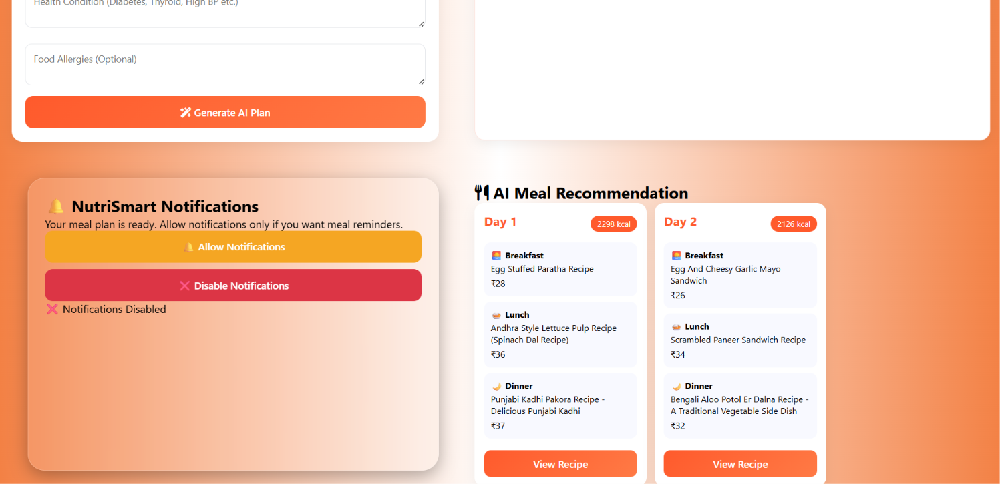 Health Condition (Diabetes, Thyroid, High BP etc.)
Food Allergies (Optional)
Generate AI Plan
NutriSmart Notifications
Your meal plan is ready. Allow notifications only if you want meal reminders.
Allow Notifications
Disable Notifications
Notifications Disabled
AI Meal Recommendation
Day 1
2298 kcal
Breakfast
Egg Stuffed Paratha Recipe
₹28
Lunch
Andhra Style Lettuce Pulp Recipe
(Spinach Dal Recipe)
₹36
Dinner
Punjabi Kadhi Pakora Recipe -
Delicious Punjabi Kadhi
₹37
View Recipe
Day 2
2126 kcal
Breakfast
Egg And Cheesy Garlic Mayo
Sandwich
₹26
Lunch
Scrambled Paneer Sandwich Recipe
₹34
Dinner
Bengali Aloo Potol Er Dalna Recipe -
A Traditional Vegetable Side Dish
₹32
View Recipe